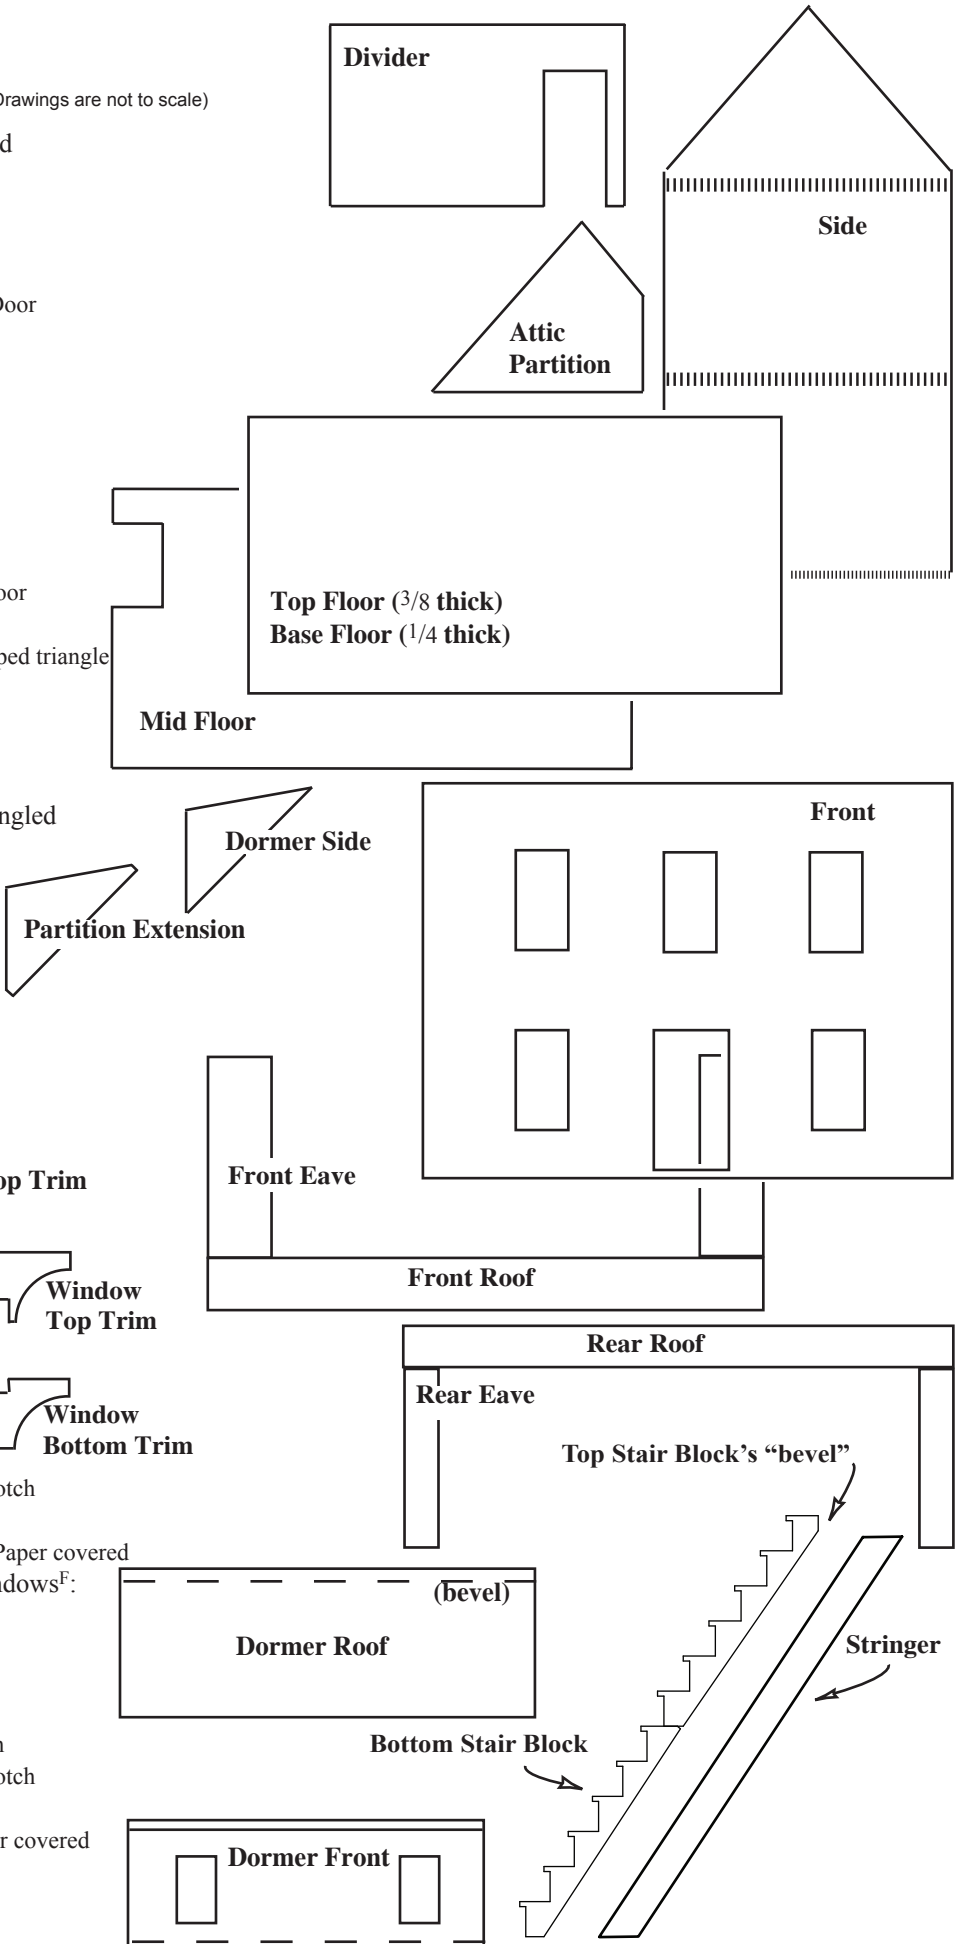 Divider
Drawings are not to scale)
d
Side
Door
Attic
Partition
oor
Top Floor (3/8 thick)
Base Floor (1/4 thick)
ped triangle
Mid Floor
ngled
Front
Dormer Side
Partition Extension
op Trim
Front Eave
Front Roof
Window
Top Trim
Rear Roof
Rear Eave
Window
Bottom Trim
Top Stair Block's “bevel”
otch
Paper covered
ndowsF:
(bevel)
Dormer Roof
Stringer
n
Bottom Stair Block
otch
r covered
Dormer Front